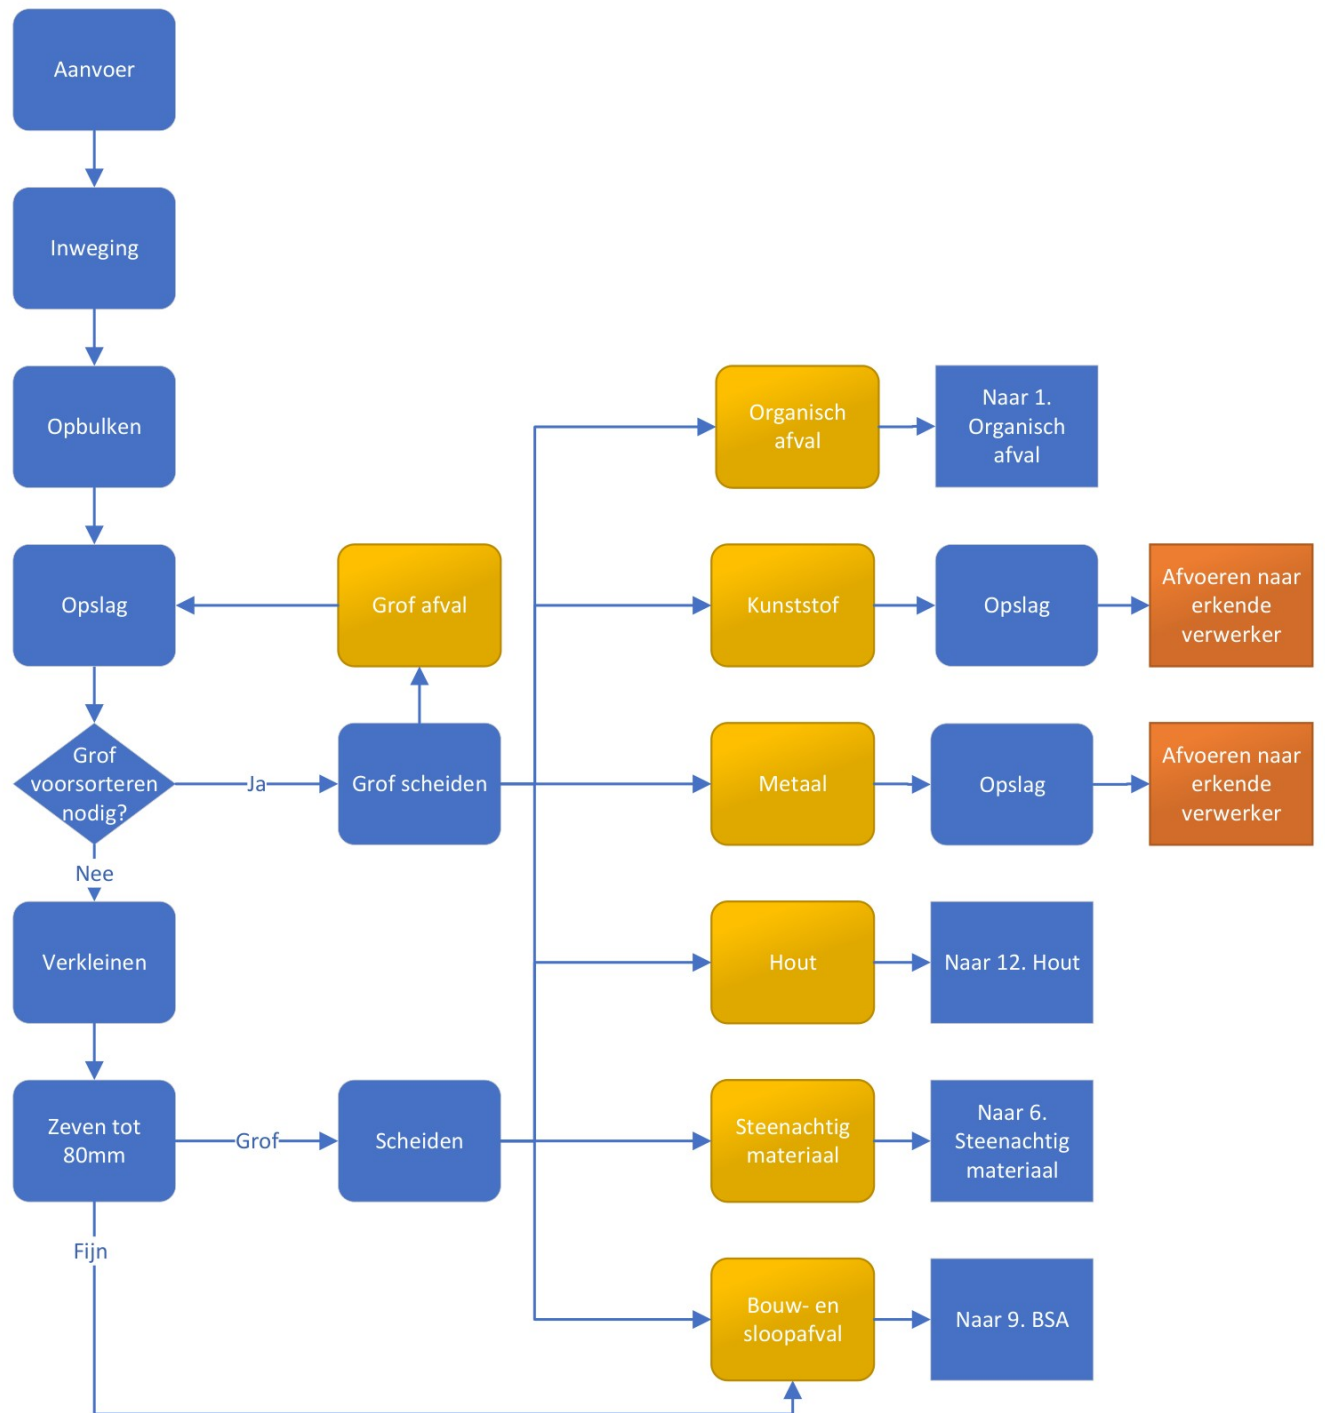 Aanvoer
Inweging
Opbulken
Organisch
afval
Naar 1.
Organisch
afval
Opslag
Grof afval
Kunststof
Opslag
Afvoeren naar
erkende
verwerker
Grof
voorsorteren
nodig?
Ja
Grof scheiden
Metaal
Opslag
Afvoeren naar
erkende
verwerker
Nee
Verkleinen
Hout
Naar 12. Hout
Zeven tot
80mm
Grof
Scheiden
Steenachtig
materiaal
Naar 6.
Steenachtig
materiaal
Fijn
Bouw- en
sloopafval
Naar 9. BSA